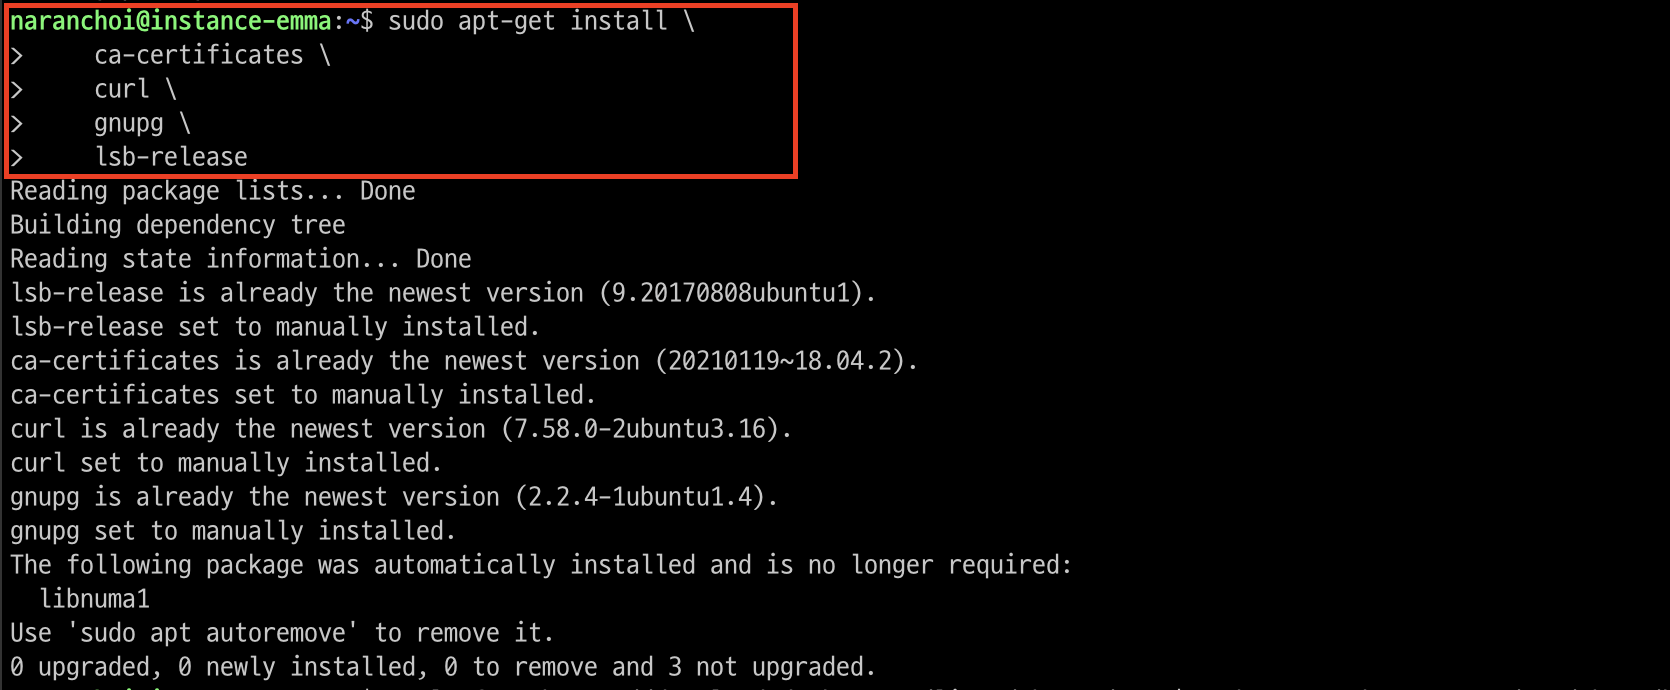 naranchoi@instance-emma:~$ sudo apt-get install \
>     ca-certificates \
>     curl \
>     gnupg \
>     lsb-release
Reading package lists... Done
Building dependency tree
Reading state information... Done
lsb-release is already the newest version (9.20170808ubuntu1).
lsb-release set to manually installed.
ca-certificates is already the newest version (20210119~18.04.2).
ca-certificates set to manually installed.
curl is already the newest version (7.58.0-2ubuntu3.16).
curl set to manually installed.
gnupg is already the newest version (2.2.4-1ubuntu1.4).
gnupg set to manually installed.
The following package was automatically installed and is no longer required:
  libnuma1
Use 'sudo apt autoremove' to remove it.
0 upgraded, 0 newly installed, 0 to remove and 3 not upgraded.